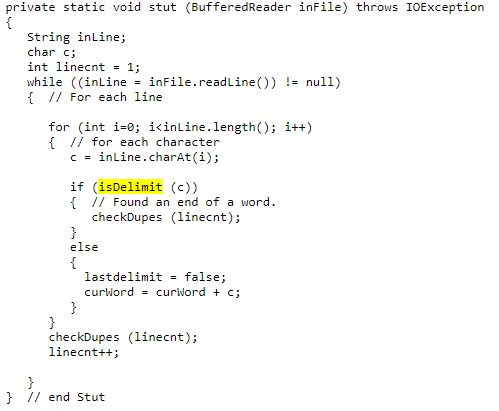 private static void stut (BufferedReader inFile) throws IOException
{
   String inLine;
   char c;
   int linecnt = 1;
   while ((inLine = inFile.readLine()) != null)
   {  // For each line

      for (int i=0; i<inLine.length(); i++)
      {  // for each character
         c = inLine.charAt(i);

         if (isDelimit (c))
         {  // Found an end of a word.
            checkDupes (linecnt);
         }
         else
         {
           lastdelimit = false;
           curWord = curWord + c;
         }
      }
      checkDupes (linecnt);
      linecnt++;

   }
}  // end Stut